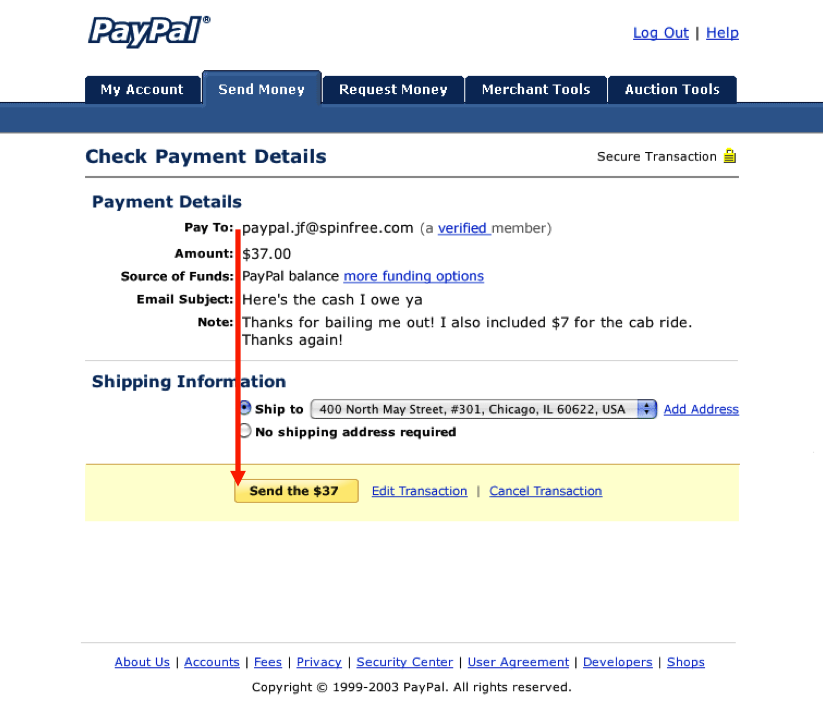 PayPal®
Log Out | Help
My Account Send Money Request Money Merchant Tools Auction Tools
Check Payment Details
Secure Transaction
Payment Details
Pay To: paypal.jf@spinfree.com (a verified member)
Amount: $37.00
Source of Funds: PayPal balance more funding options
Email Subject: Here's the cash I owe ya
Note: Thanks for bailing me out! I also included $7 for the cab ride.
Thanks again!
Shipping Information
Ship to 400 North May Street, #301, Chicago, IL 60622, USA Add Address
No shipping address required
Send the $37 Edit Transaction | Cancel Transaction
About Us | Accounts | Fees | Privacy | Security Center | User Agreement | Developers | Shops
Copyright © 1999-2003 PayPal. All rights reserved.